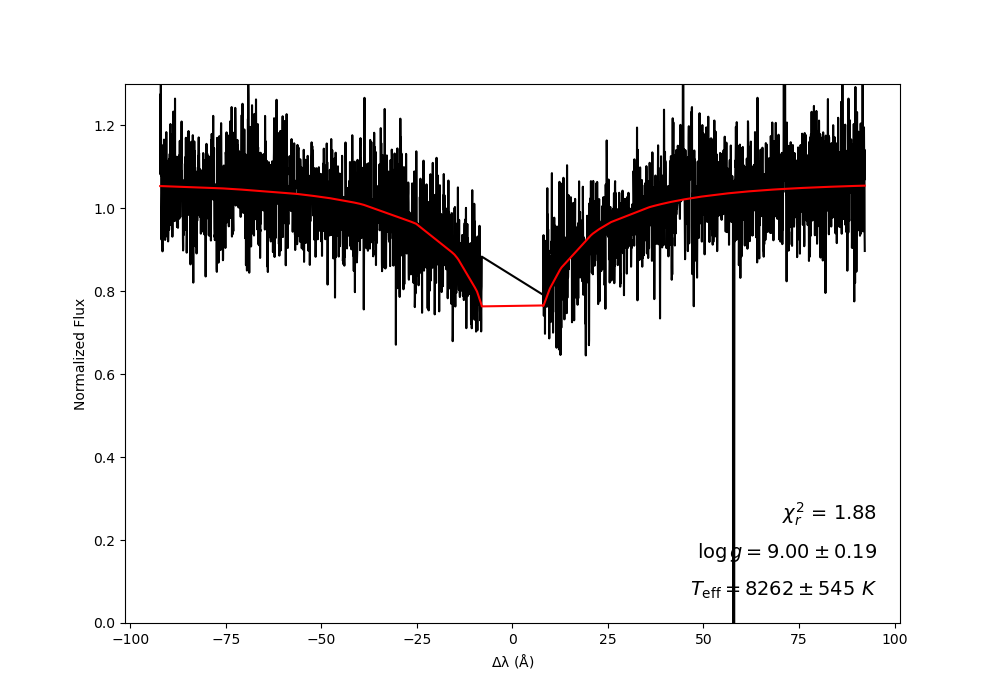 1.2
1.0
0.8
0.6
0.4
0.2
0.0
Normalized Flux
χ²ᵣ = 1.88
log g = 9.00 ± 0.19
T_eff = 8262 ± 545 K
−100 −75 −50 −25 0 25 50 75 100
Δλ (Å)